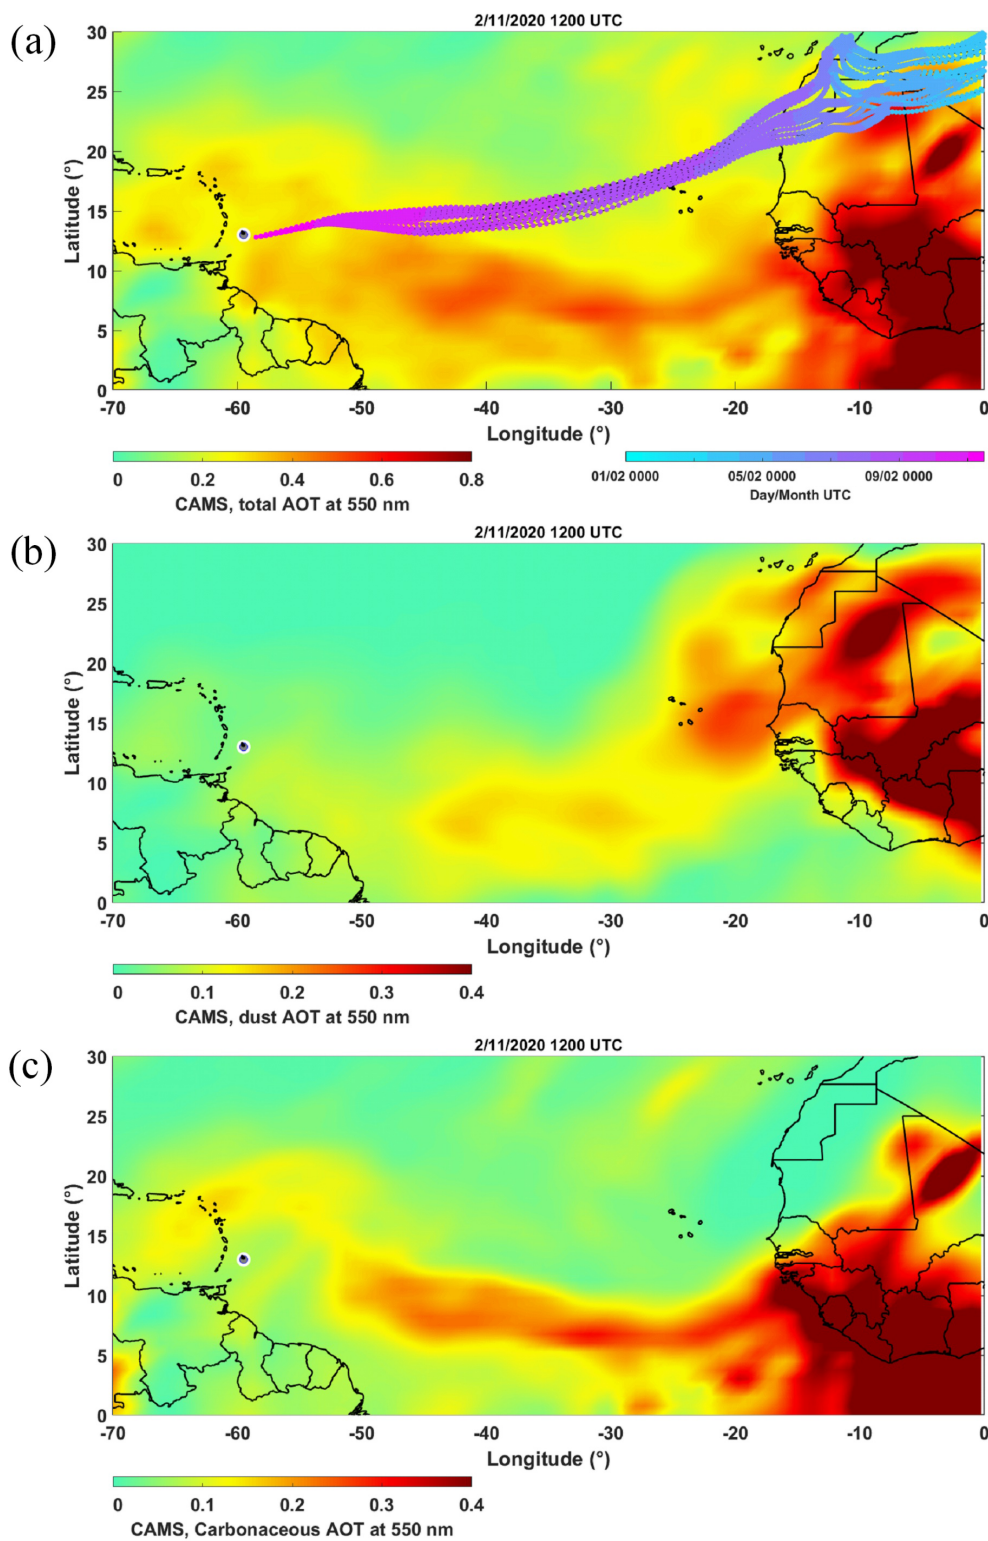 (a)
2/11/2020 1200 UTC
30
25
20
15
10
5
0
Latitude (°)
-70 -60 -50 -40 -30 -20 -10 0
Longitude (°)
0 0.2 0.4 0.6 0.8
CAMS, total AOT at 550 nm
01/02 0000 05/02 0000 09/02 0000
Day/Month UTC
(b)
2/11/2020 1200 UTC
30
25
20
15
10
5
0
Latitude (°)
-70 -60 -50 -40 -30 -20 -10 0
Longitude (°)
0 0.1 0.2 0.3 0.4
CAMS, dust AOT at 550 nm
(c)
2/11/2020 1200 UTC
30
25
20
15
10
5
0
Latitude (°)
-70 -60 -50 -40 -30 -20 -10 0
Longitude (°)
0 0.1 0.2 0.3 0.4
CAMS, Carbonaceous AOT at 550 nm